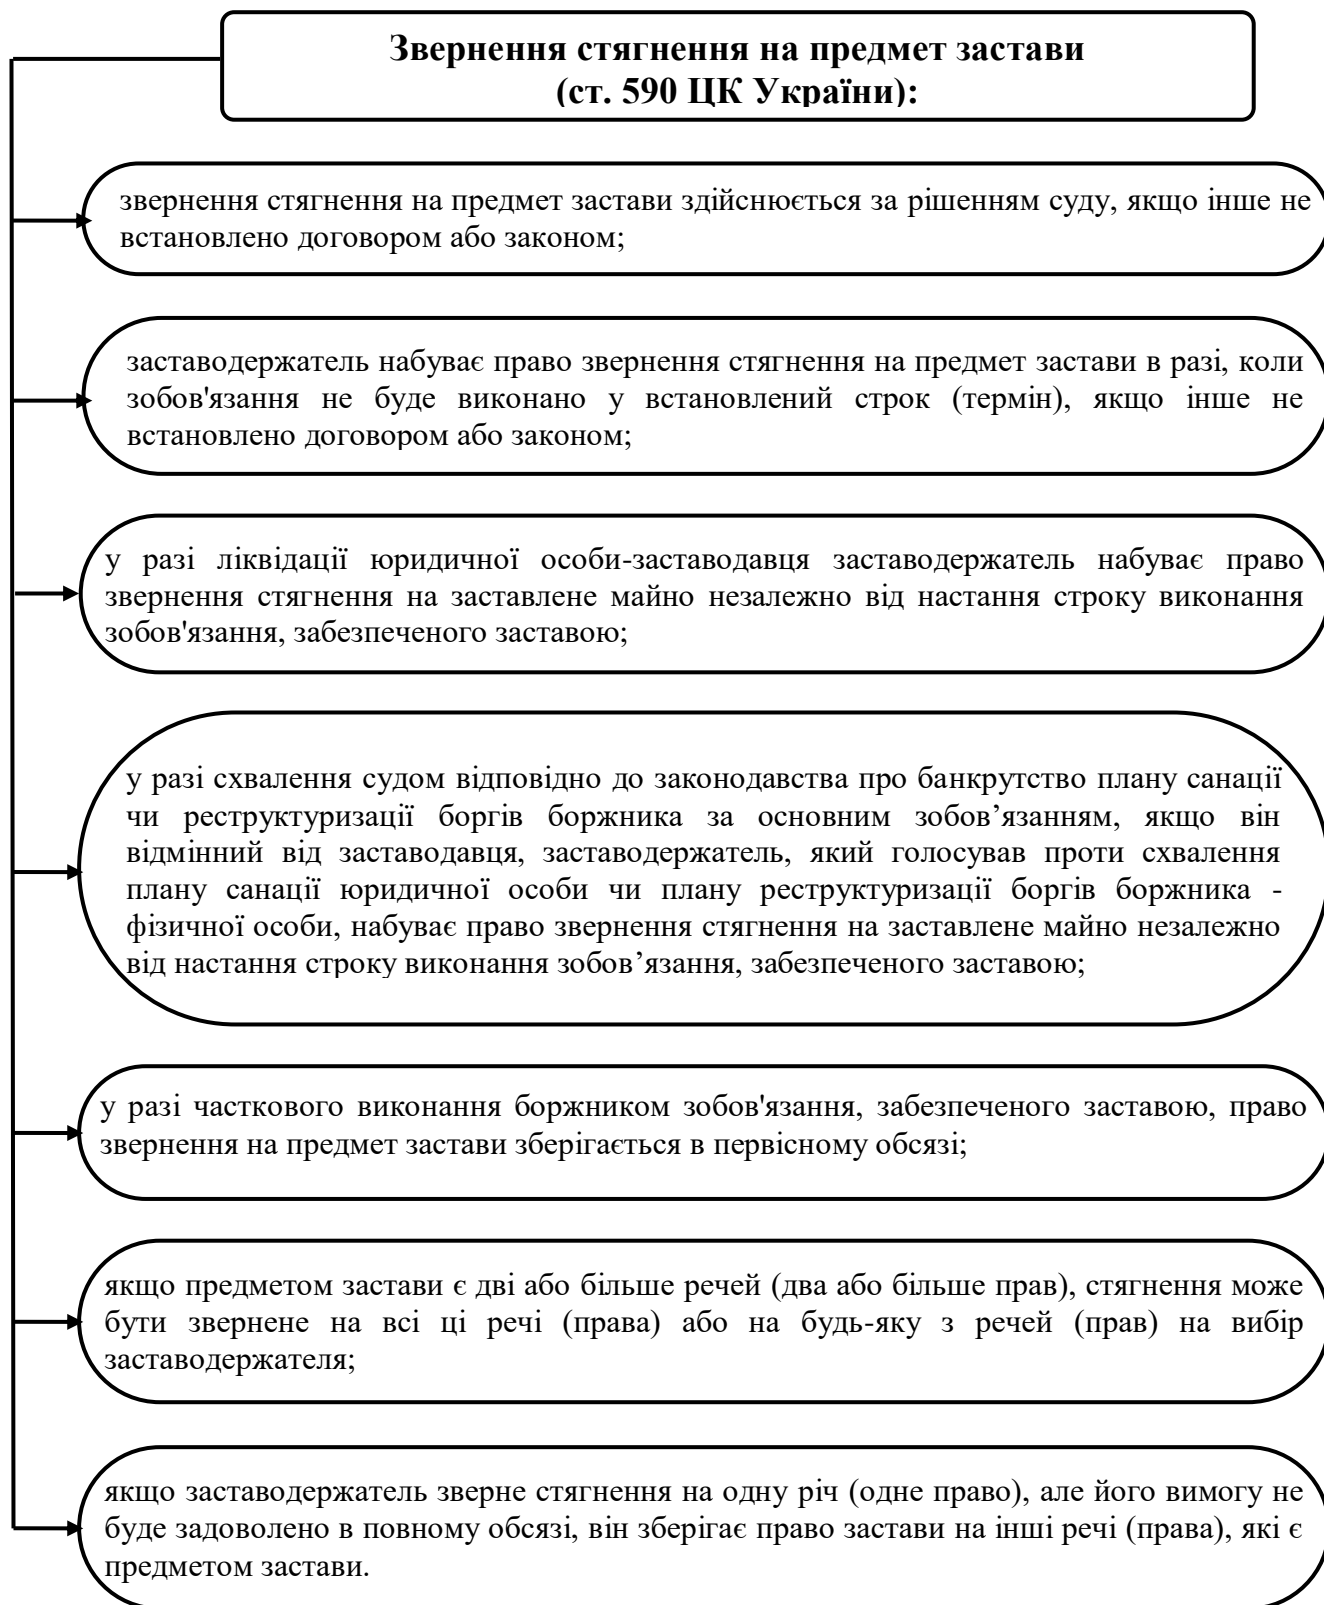 Звернення стягнення на предмет застави
(ст. 590 ЦК України):
звернення стягнення на предмет застави здійснюється за рішенням суду, якщо інше не
встановлено договором або законом;
заставодержатель набуває право звернення стягнення на предмет застави в разі, коли
зобов'язання не буде виконано у встановлений строк (термін), якщо інше не
встановлено договором або законом;
у разі ліквідації юридичної особи-заставодавця заставодержатель набуває право
звернення стягнення на заставлене майно незалежно від настання строку виконання
зобов'язання, забезпеченого заставою;
у разі схвалення судом відповідно до законодавства про банкрутство плану санації
чи реструктуризації боргів боржника за основним зобов’язанням, якщо він
відмінний від заставодавця, заставодержатель, який голосував проти схвалення
плану санації юридичної особи чи плану реструктуризації боргів боржника -
фізичної особи, набуває право звернення стягнення на заставлене майно незалежно
від настання строку виконання зобов’язання, забезпеченого заставою;
у разі часткового виконання боржником зобов'язання, забезпеченого заставою, право
звернення на предмет застави зберігається в первісному обсязі;
якщо предметом застави є дві або більше речей (два або більше прав), стягнення може
бути звернене на всі ці речі (права) або на будь-яку з речей (прав) на вибір
заставодержателя;
якщо заставодержатель зверне стягнення на одну річ (одне право), але його вимогу не
буде задоволено в повному обсязі, він зберігає право застави на інші речі (права), які є
предметом застави.